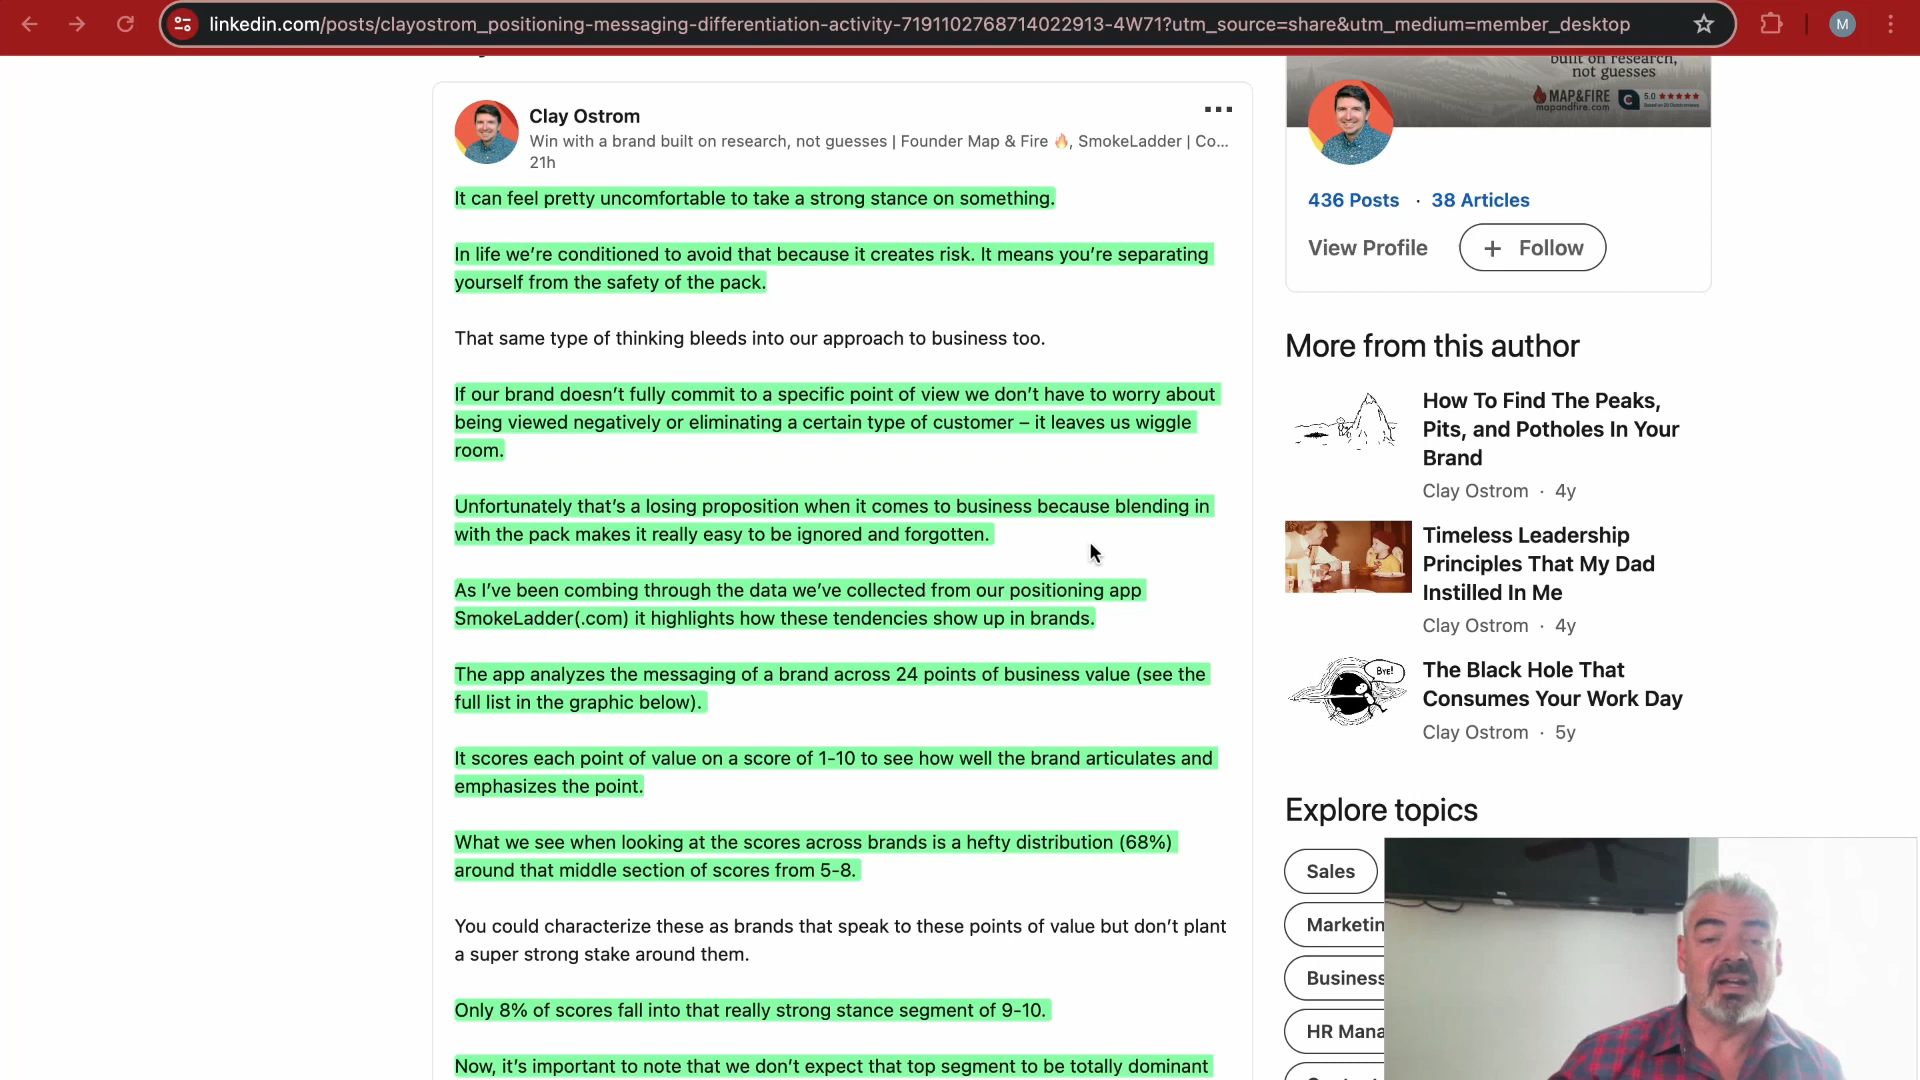 linkedin.com/posts/clayostrom_positioning-messaging-differentiation-activity-7191102768714022913-4W71?utm_source=share&utm_medium=member_desktop
M
Clay Ostrom
Win with a brand built on research, not guesses | Founder Map & Fire 🔥, SmokeLadder | Co...
21h
It can feel pretty uncomfortable to take a strong stance on something.
In life we’re conditioned to avoid that because it creates risk. It means you’re separating
yourself from the safety of the pack.
That same type of thinking bleeds into our approach to business too.
If our brand doesn’t fully commit to a specific point of view we don’t have to worry about
being viewed negatively or eliminating a certain type of customer – it leaves us wiggle
room.
Unfortunately that’s a losing proposition when it comes to business because blending in
with the pack makes it really easy to be ignored and forgotten.
As I’ve been combing through the data we’ve collected from our positioning app
SmokeLadder(.com) it highlights how these tendencies show up in brands.
The app analyzes the messaging of a brand across 24 points of business value (see the
full list in the graphic below).
It scores each point of value on a score of 1-10 to see how well the brand articulates and
emphasizes the point.
What we see when looking at the scores across brands is a hefty distribution (68%)
around that middle section of scores from 5-8.
You could characterize these as brands that speak to these points of value but don’t plant
a super strong stake around them.
Only 8% of scores fall into that really strong stance segment of 9-10.
Now, it’s important to note that we don’t expect that top segment to be totally dominant
built on research,
not guesses
MAP&FIRE
mapandfire.com
5.0 ★★★★★
436 Posts · 38 Articles
View Profile
+ Follow
More from this author
How To Find The Peaks,
Pits, and Potholes In Your
Brand
Clay Ostrom · 4y
Timeless Leadership
Principles That My Dad
Instilled In Me
Clay Ostrom · 4y
BYE!
The Black Hole That
Consumes Your Work Day
Clay Ostrom · 5y
Explore topics
Sales
Marketin
Business
HR Mana